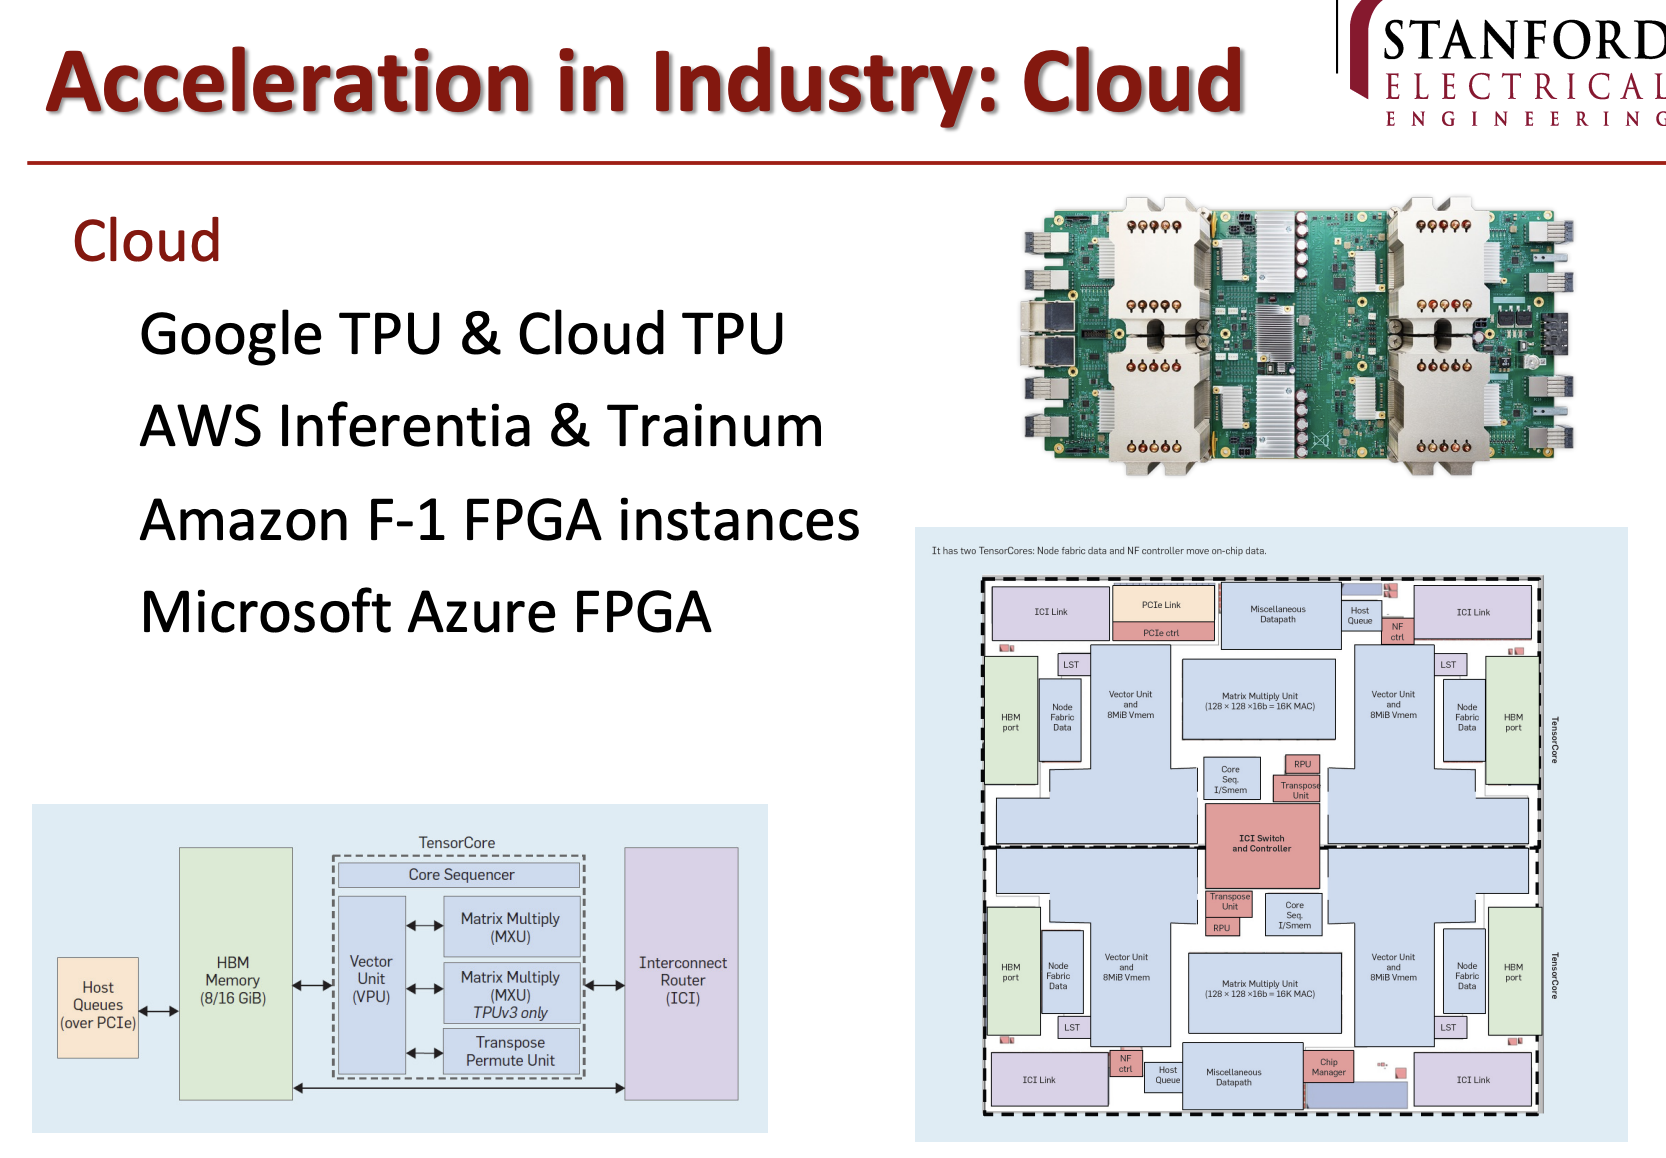 Acceleration in Industry: Cloud
STANFORD
ELECTRICAL
ENGINEERING
Cloud
Google TPU & Cloud TPU
AWS Inferentia & Trainum
Amazon F-1 FPGA instances
Microsoft Azure FPGA
TensorCore
Core Sequencer
Host
Queues
(over PCIe)
HBM
Memory
(8/16 GiB)
Vector
Unit
(VPU)
Matrix Multiply
(MXU)
Matrix Multiply
(MXU)
TPUv3 only
Transpose
Permute Unit
Interconnect
Router
(ICI)
It has two TensorCores: Node fabric data and NF controller move on-chip data.
ICI Link
PCIe Link
PCIe ctrl
Miscellaneous
Datapath
Host
Queue
NF
ctrl
ICI Link
LST
LST
HBM
port
Node
Fabric
Data
Vector Unit
and
8MiB Vmem
Matrix Multiply Unit
(128 × 128 ×16b = 16K MAC)
Vector Unit
and
8MiB Vmem
Node
Fabric
Data
HBM
port
TensorCore
Core
Seq.
I/Smem
RPU
Transpose
Unit
ICI Switch
and Controller
Transpose
Unit
RPU
Core
Seq.
I/Smem
HBM
port
Node
Fabric
Data
Vector Unit
and
8MiB Vmem
Matrix Multiply Unit
(128 × 128 ×16b = 16K MAC)
Vector Unit
and
8MiB Vmem
Node
Fabric
Data
HBM
port
TensorCore
LST
LST
ICI Link
NF
ctrl
Host
Queue
Miscellaneous
Datapath
Chip
Manager
ICI Link